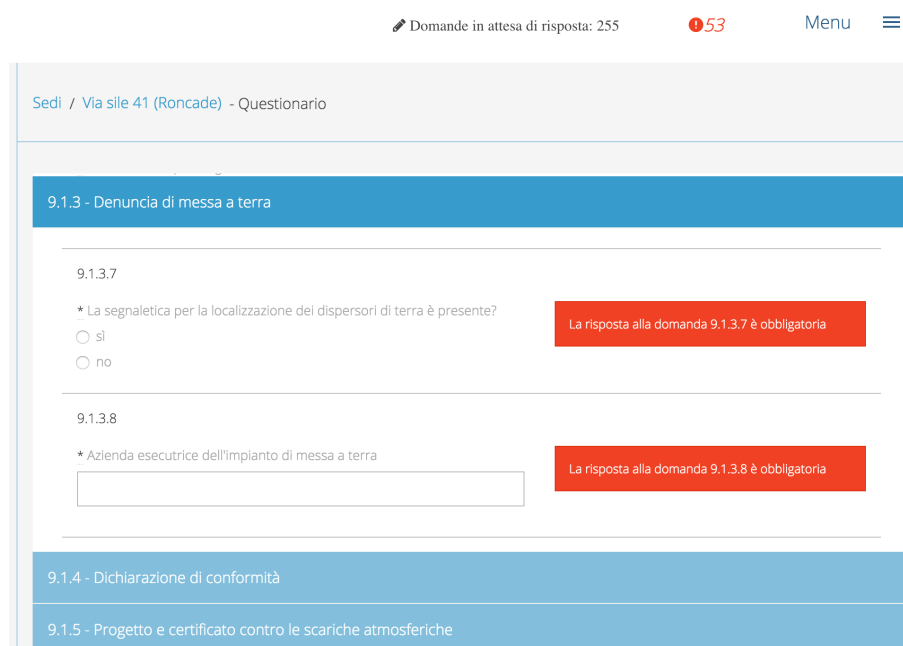 Domande in attesa di risposta: 255
53
Menu
Sedi / Via sile 41 (Roncade) - Questionario
9.1.3 - Denuncia di messa a terra
9.1.3.7
* La segnaletica per la localizzazione dei dispersori di terra è presente?
La risposta alla domanda 9.1.3.7 è obbligatoria
sì
no
9.1.3.8
* Azienda esecutrice dell'impianto di messa a terra
La risposta alla domanda 9.1.3.8 è obbligatoria
9.1.4 - Dichiarazione di conformità
9.1.5 - Progetto e certificato contro le scariche atmosferiche